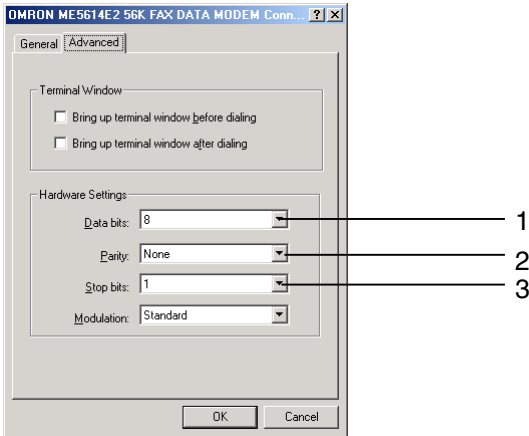 OMRON ME5614E2 56K FAX DATA MODEM Conn...
General Advanced
Terminal Window
Bring up terminal window before dialing
Bring up terminal window after dialing
Hardware Settings
Data bits: 8 1
Parity: None 2
Stop bits: 1 3
Modulation: Standard
OK Cancel